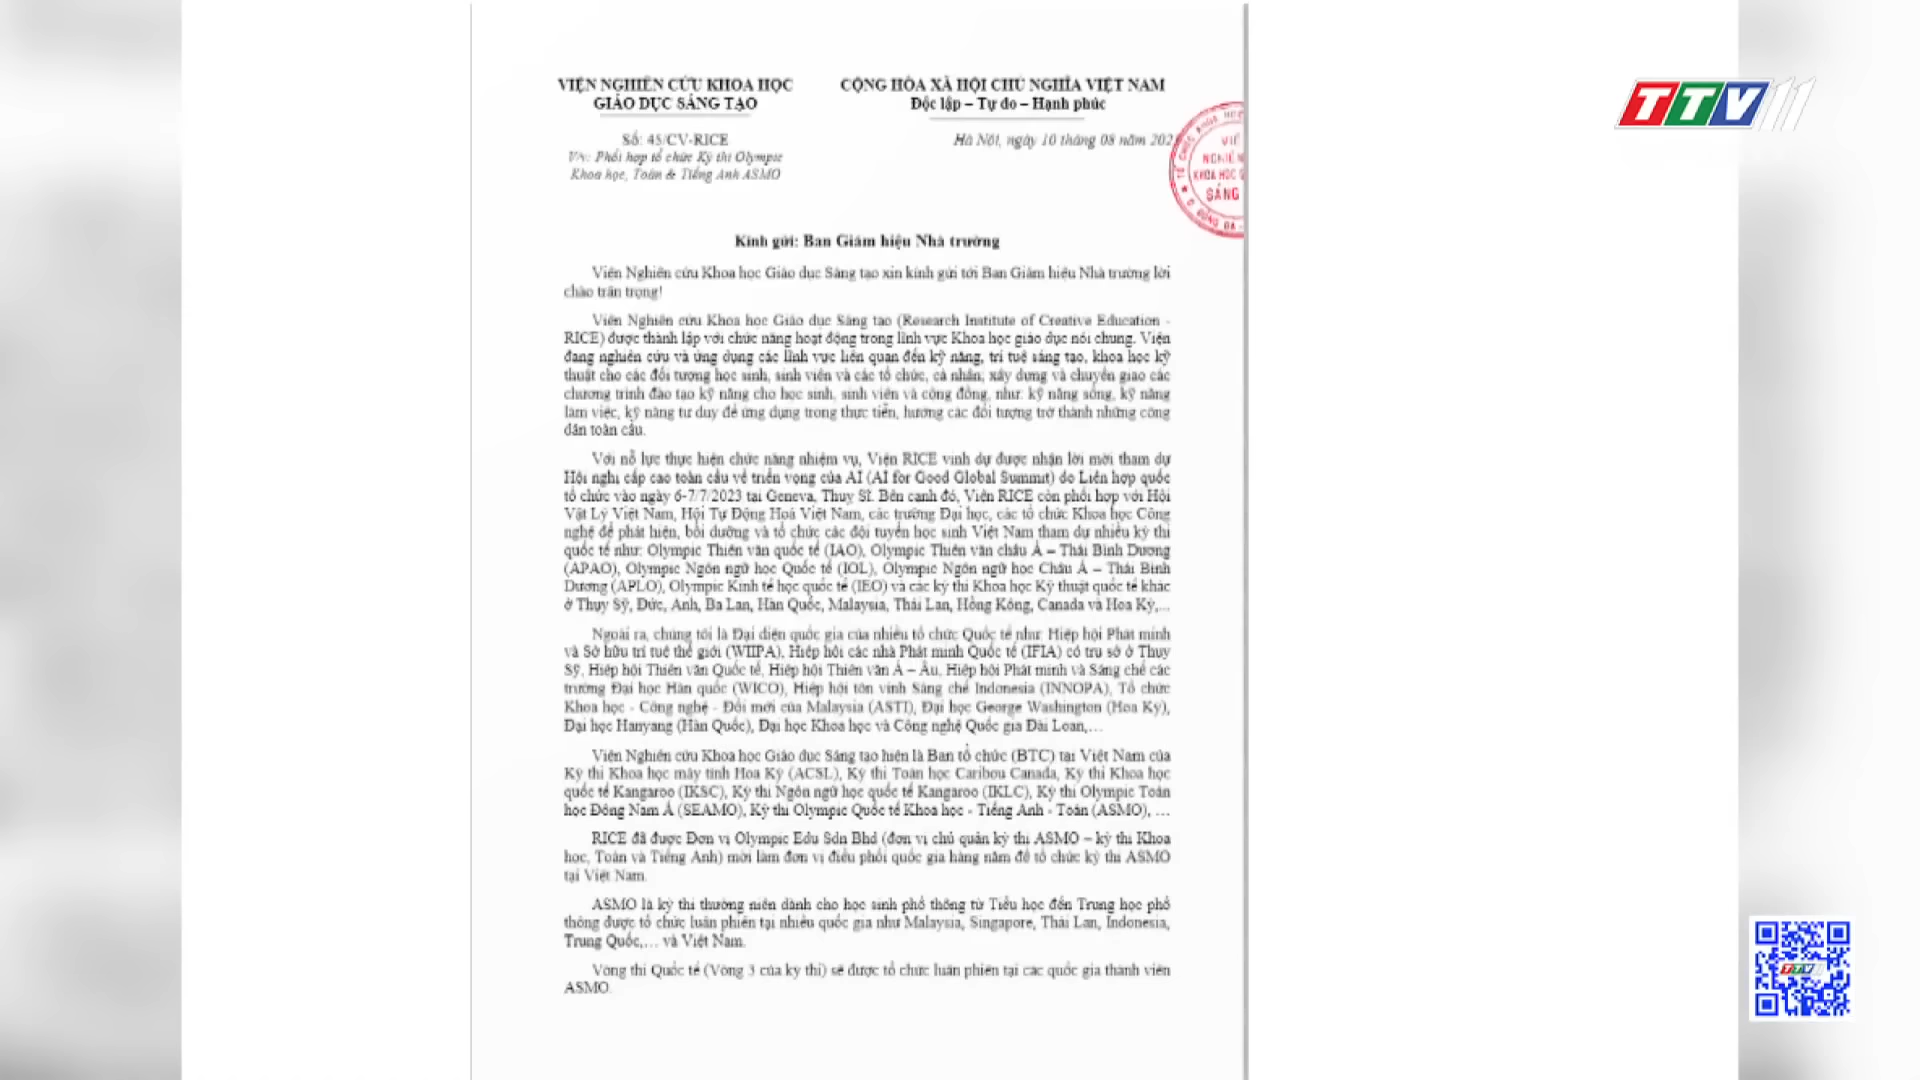 VIỆN NGHIÊN CỨU KHOA HỌC
GIÁO DỤC SÁNG TẠO
CỘNG HÒA XÃ HỘI CHỦ NGHĨA VIỆT NAM
Độc lập – Tự do – Hạnh phúc
TTV11
Số: 45/CV-RICE
V/v: Phối hợp tổ chức Kỳ thi Olympic
Khoa học, Toán & Tiếng Anh ASMO
Hà Nội, ngày 10 tháng 08 năm 202
VIỆ
NGHIÊN
KHOA HỌC G
SÁNG
Kính gửi: Ban Giám hiệu Nhà trường
Viện Nghiên cứu Khoa học Giáo dục Sáng tạo xin kính gửi tới Ban Giám hiệu Nhà trường lời
chào trân trọng!
Viện Nghiên cứu Khoa học Giáo dục Sáng tạo (Research Institute of Creative Education -
RICE) được thành lập với chức năng hoạt động trong lĩnh vực Khoa học giáo dục nói chung. Viện
đang nghiên cứu và ứng dụng các lĩnh vực liên quan đến kỹ năng, trí tuệ sáng tạo, khoa học kỹ
thuật cho các đối tượng học sinh, sinh viên và các tổ chức, cá nhân; xây dựng và chuyển giao các
chương trình đào tạo kỹ năng cho học sinh, sinh viên và cộng đồng, như: kỹ năng sống, kỹ năng
làm việc, kỹ năng tư duy để ứng dụng trong thực tiễn, hướng các đối tượng trở thành những công
dân toàn cầu.
Với nỗ lực thực hiện chức năng nhiệm vụ, Viện RICE vinh dự được nhận lời mời tham dự
Hội nghị cấp cao toàn cầu về triển vọng của AI (AI for Good Global Summit) do Liên hợp quốc
tổ chức vào ngày 6-7/7/2023 tại Geneva, Thuỵ Sĩ. Bên cạnh đó, Viện RICE còn phối hợp với Hội
Vật Lý Việt Nam, Hội Tự Động Hoá Việt Nam, các trường Đại học, các tổ chức Khoa học Công
nghệ để phát hiện, bồi dưỡng và tổ chức các đội tuyển học sinh Việt Nam tham dự nhiều kỳ thi
quốc tế như: Olympic Thiên văn quốc tế (IAO), Olympic Thiên văn châu Á – Thái Bình Dương
(APAO), Olympic Ngôn ngữ học Quốc tế (IOL), Olympic Ngôn ngữ học Châu Á – Thái Bình
Dương (APLO), Olympic Kinh tế học quốc tế (IEO) và các kỳ thi Khoa học Kỹ thuật quốc tế khác
ở Thụy Sỹ, Đức, Anh, Ba Lan, Hàn Quốc, Malaysia, Thái Lan, Hồng Kông, Canada và Hoa Kỳ,...
Ngoài ra, chúng tôi là Đại diện quốc gia của nhiều tổ chức Quốc tế như: Hiệp hội Phát minh
và Sở hữu trí tuệ thế giới (WIIPA), Hiệp hội các nhà Phát minh Quốc tế (IFIA) có trụ sở ở Thụy
Sỹ, Hiệp hội Thiên văn Quốc tế, Hiệp hội Thiên văn Á – Âu, Hiệp hội Phát minh và Sáng chế các
trường Đại học Hàn quốc (WICO), Hiệp hội tôn vinh Sáng chế Indonesia (INNOPA), Tổ chức
Khoa học - Công nghệ - Đổi mới của Malaysia (ASTI), Đại học George Washington (Hoa Kỳ),
Đại học Hanyang (Hàn Quốc), Đại học Khoa học và Công nghệ Quốc gia Đài Loan,...
Viện Nghiên cứu Khoa học Giáo dục Sáng tạo hiện là Ban tổ chức (BTC) tại Việt Nam của
Kỳ thi Khoa học máy tính Hoa Kỳ (ACSL), Kỳ thi Toán học Caribou Canada, Kỳ thi Khoa học
quốc tế Kangaroo (IKSC), Kỳ thi Ngôn ngữ học quốc tế Kangaroo (IKLC), Kỳ thi Olympic Toán
học Đông Nam Á (SEAMO), Kỳ thi Olympic Quốc tế Khoa học - Tiếng Anh - Toán (ASMO), ...
RICE đã được Đơn vị Olympic Edu Sdn Bhd (đơn vị chủ quản kỳ thi ASMO – kỳ thi Khoa
học, Toán và Tiếng Anh) mời làm đơn vị điều phối quốc gia hàng năm để tổ chức kỳ thi ASMO
tại Việt Nam.
ASMO là kỳ thi thường niên dành cho học sinh phổ thông từ Tiểu học đến Trung học phổ
thông được tổ chức luân phiên tại nhiều quốc gia như Malaysia, Singapore, Thái Lan, Indonesia,
Trung Quốc,... và Việt Nam.
Vòng thi Quốc tế (Vòng 3 của kỳ thi) sẽ được tổ chức luân phiên tại các quốc gia thành viên
ASMO.